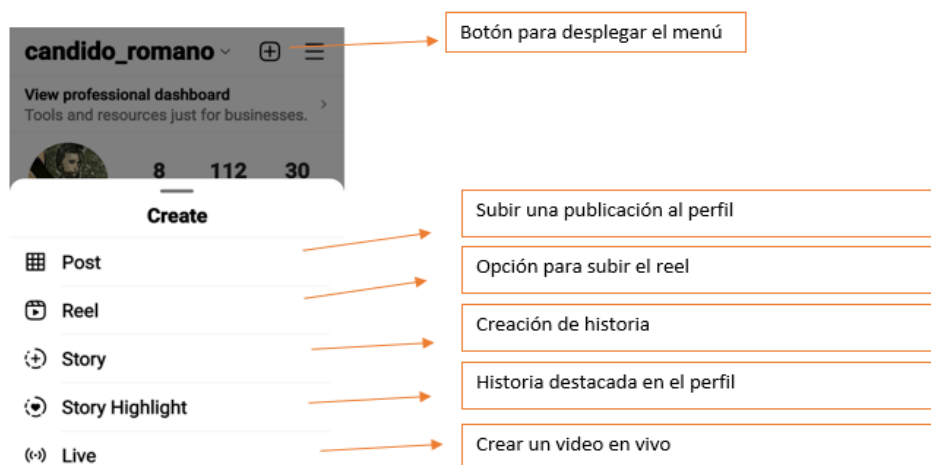 Botón para desplegar el menú
candido_romano
View professional dashboard
Tools and resources just for businesses.
8 112 30
Create
Subir una publicación al perfil
Post
Opción para subir el reel
Reel
Creación de historia
Story
Historia destacada en el perfil
Story Highlight
Crear un video en vivo
Live